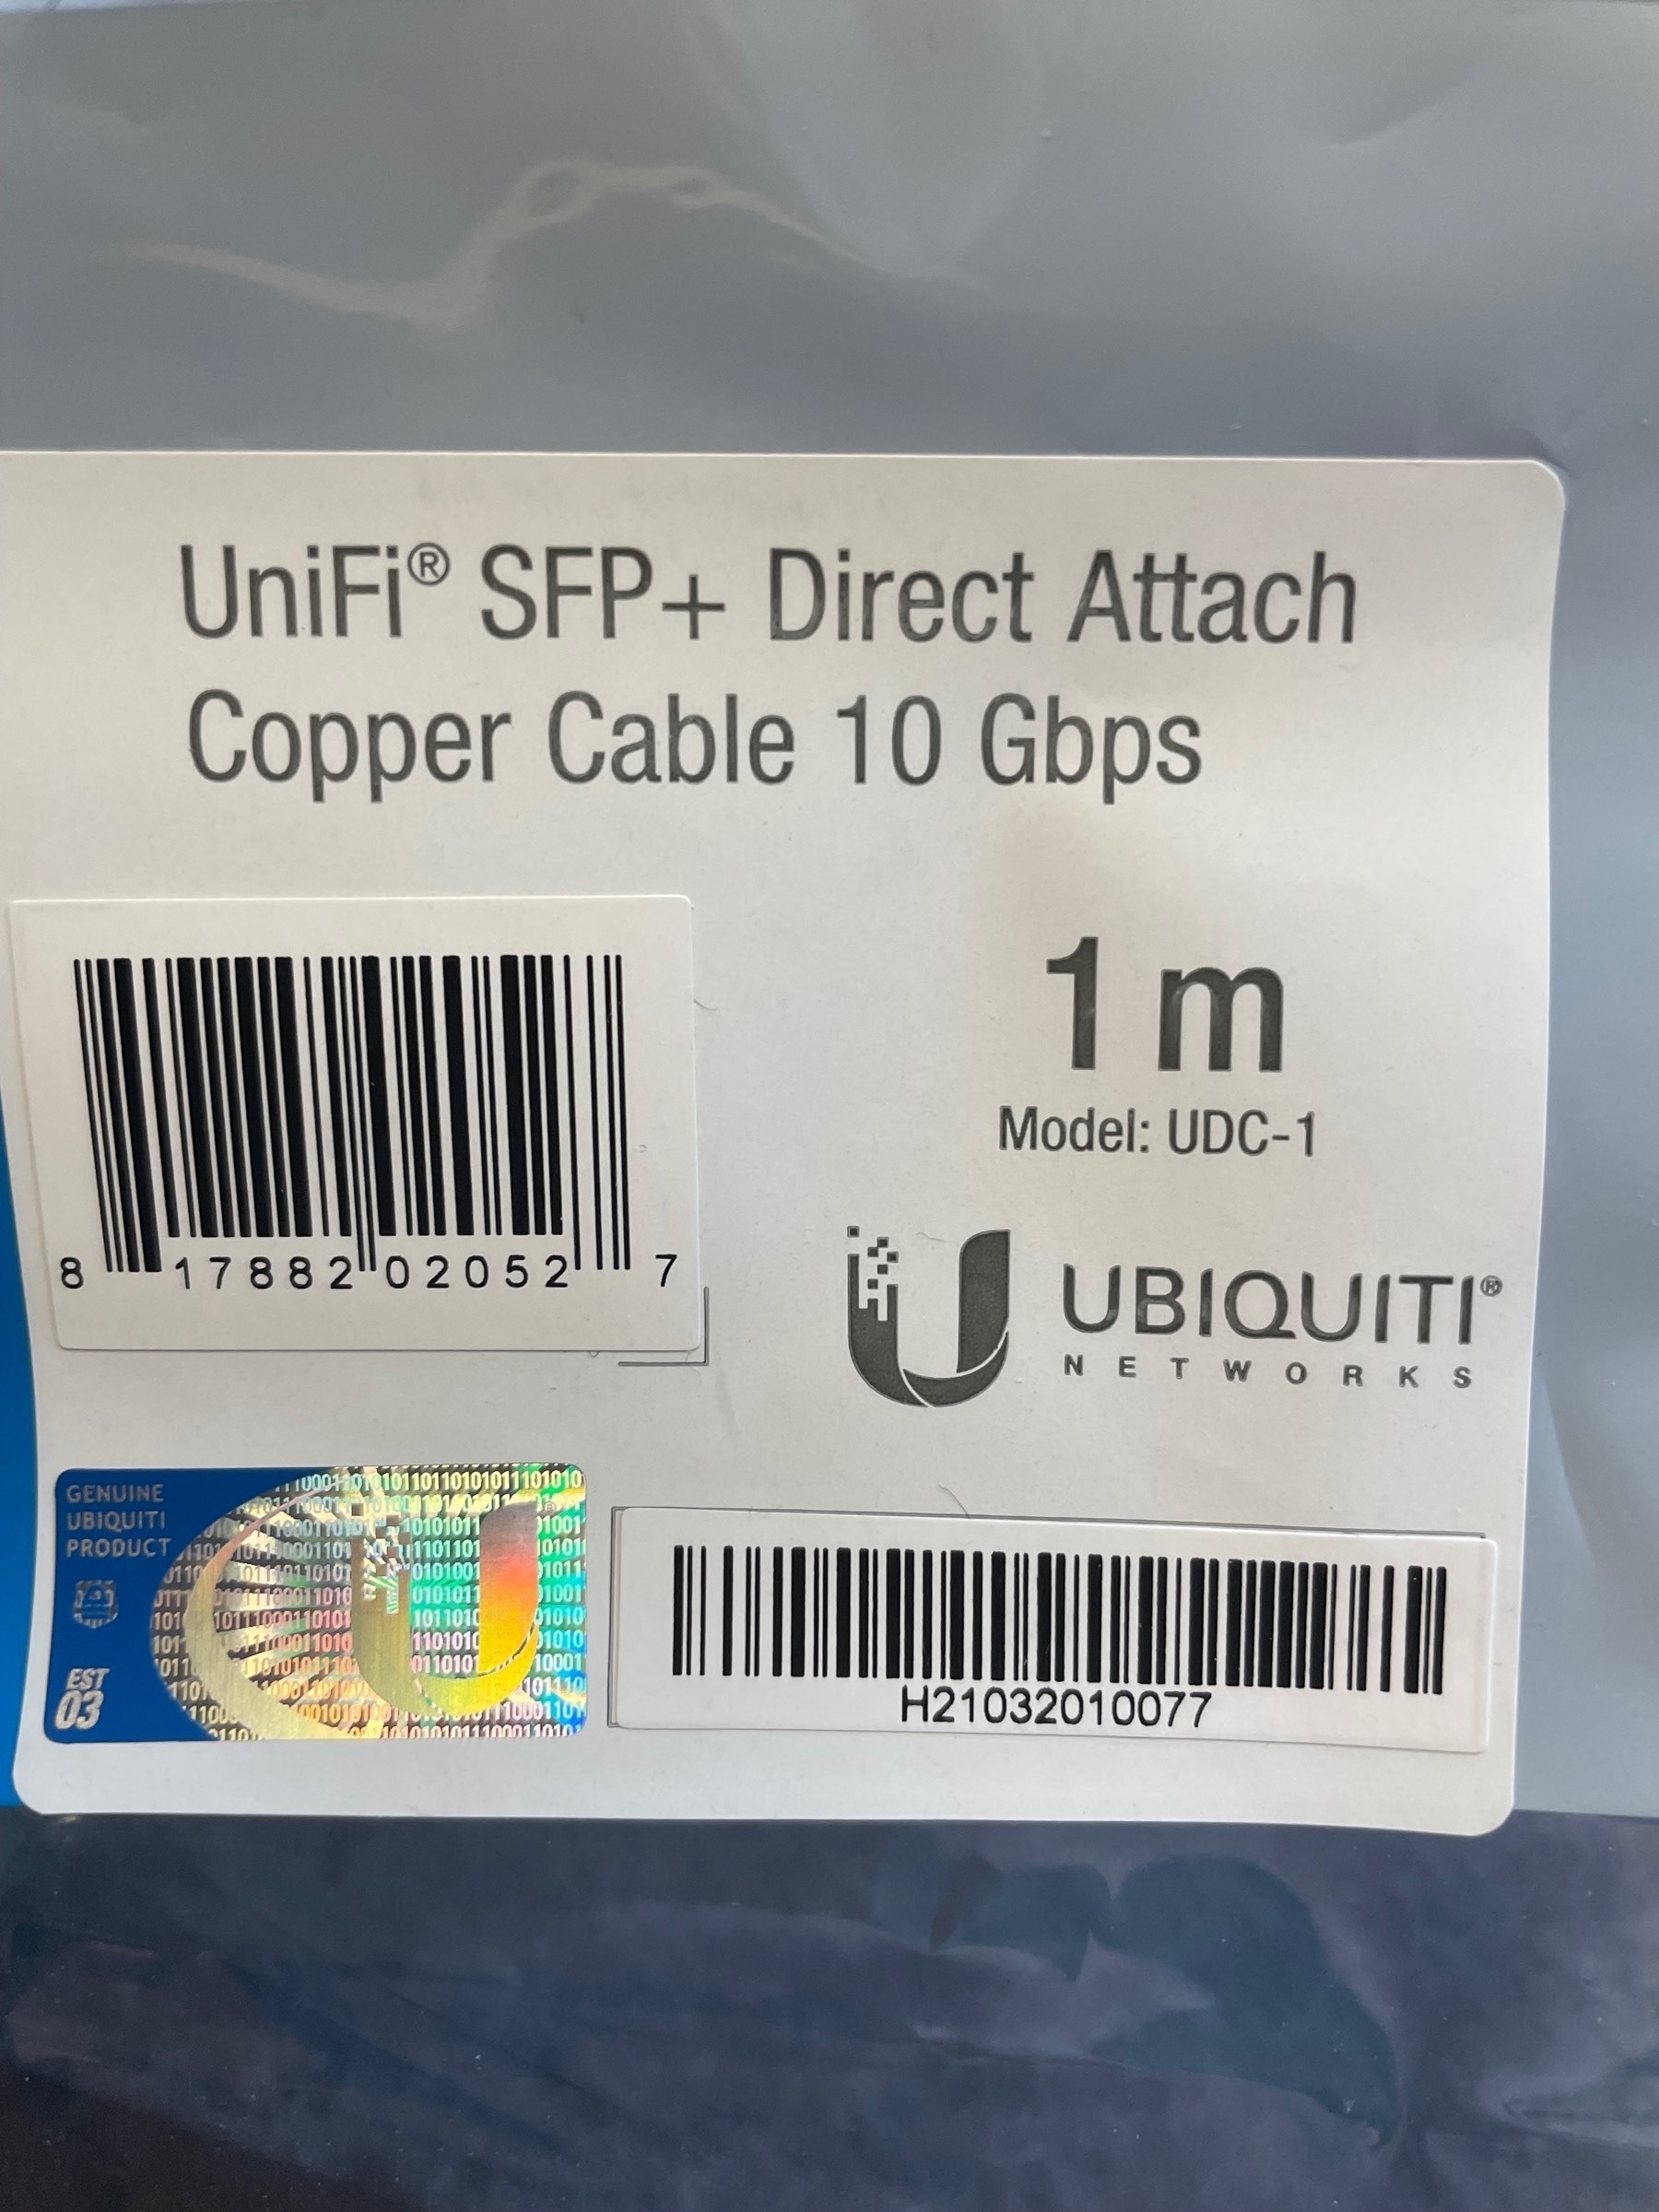 UniFi® SFP+ Direct Attach
Copper Cable 10 Gbps
1 m
Model: UDC-1
8 17882 02052 7
UBIQUITI®
NETWORKS
GENUINE
UBIQUITI
PRODUCT
EST
03
H21032010077